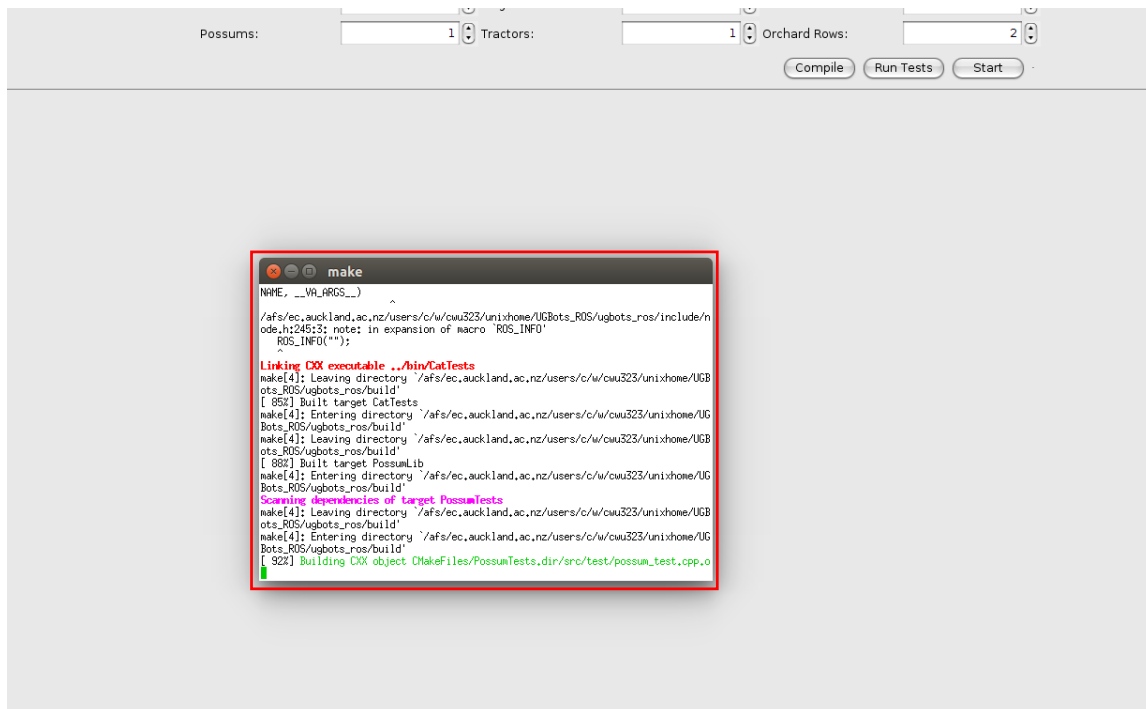 Possums: 1 Tractors: 1 Orchard Rows: 2
Compile Run Tests Start
make
NAME, __VA_ARGS__)
^
/afs/ec.auckland.ac.nz/users/c/w/cwu323/unixhome/UGBots_ROS/ugbots_ros/include/n
ode.h:245:3: note: in expansion of macro `ROS_INFO'
ROS_INFO("");
^
Linking CXX executable ../bin/CatTests
make[4]: Leaving directory `/afs/ec.auckland.ac.nz/users/c/w/cwu323/unixhome/UGB
ots_ROS/ugbots_ros/build'
[ 85%] Built target CatTests
make[4]: Entering directory `/afs/ec.auckland.ac.nz/users/c/w/cwu323/unixhome/UG
Bots_ROS/ugbots_ros/build'
make[4]: Leaving directory `/afs/ec.auckland.ac.nz/users/c/w/cwu323/unixhome/UGB
ots_ROS/ugbots_ros/build'
[ 88%] Built target PossumLib
make[4]: Entering directory `/afs/ec.auckland.ac.nz/users/c/w/cwu323/unixhome/UG
Bots_ROS/ugbots_ros/build'
Scanning dependencies of target PossumTests
make[4]: Leaving directory `/afs/ec.auckland.ac.nz/users/c/w/cwu323/unixhome/UGB
ots_ROS/ugbots_ros/build'
make[4]: Entering directory `/afs/ec.auckland.ac.nz/users/c/w/cwu323/unixhome/UG
Bots_ROS/ugbots_ros/build'
[ 92%] Building CXX object CMakeFiles/PossumTests.dir/src/test/possum_test.cpp.o